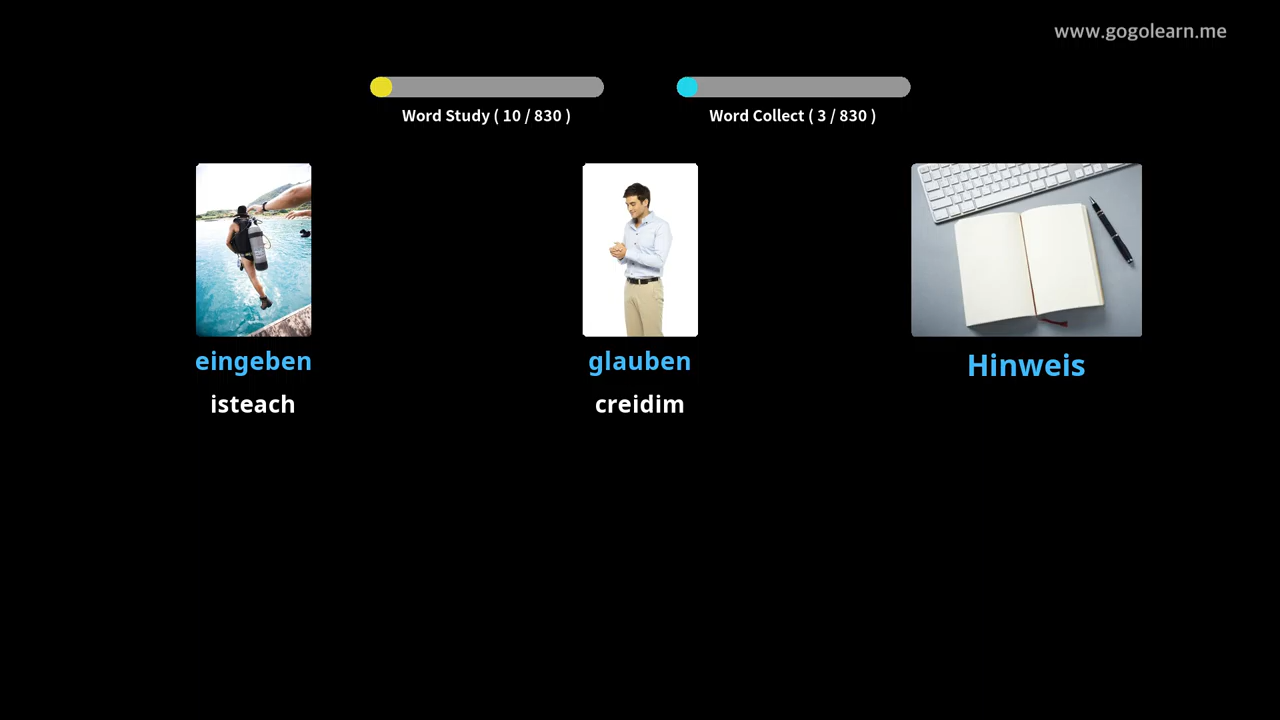 www.gogolearn.me
Word Study ( 10 / 830 )
Word Collect ( 3 / 830 )
eingeben
isteach
glauben
creidim
Hinweis